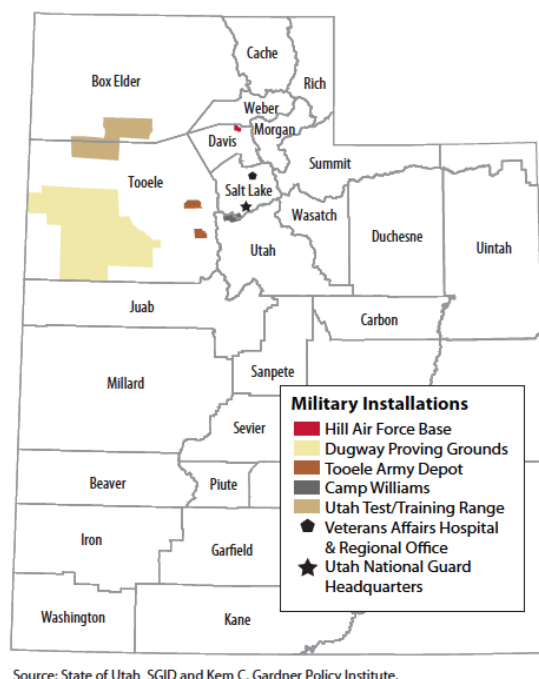 Cache
Rich
Box Elder
Weber
Morgan
Davis
Summit
Tooele
Salt Lake
Wasatch
Duchesne
Uintah
Utah
Juab
Carbon
Sanpete
Millard
Sevier
Beaver
Piute
Iron
Garfield
Washington
Kane
Military Installations
Hill Air Force Base
Dugway Proving Grounds
Tooele Army Depot
Camp Williams
Utah Test/Training Range
Veterans Affairs Hospital
& Regional Office
Utah National Guard
Headquarters
Source: State of Utah, SGID and Kem C. Gardner Policy Institute.